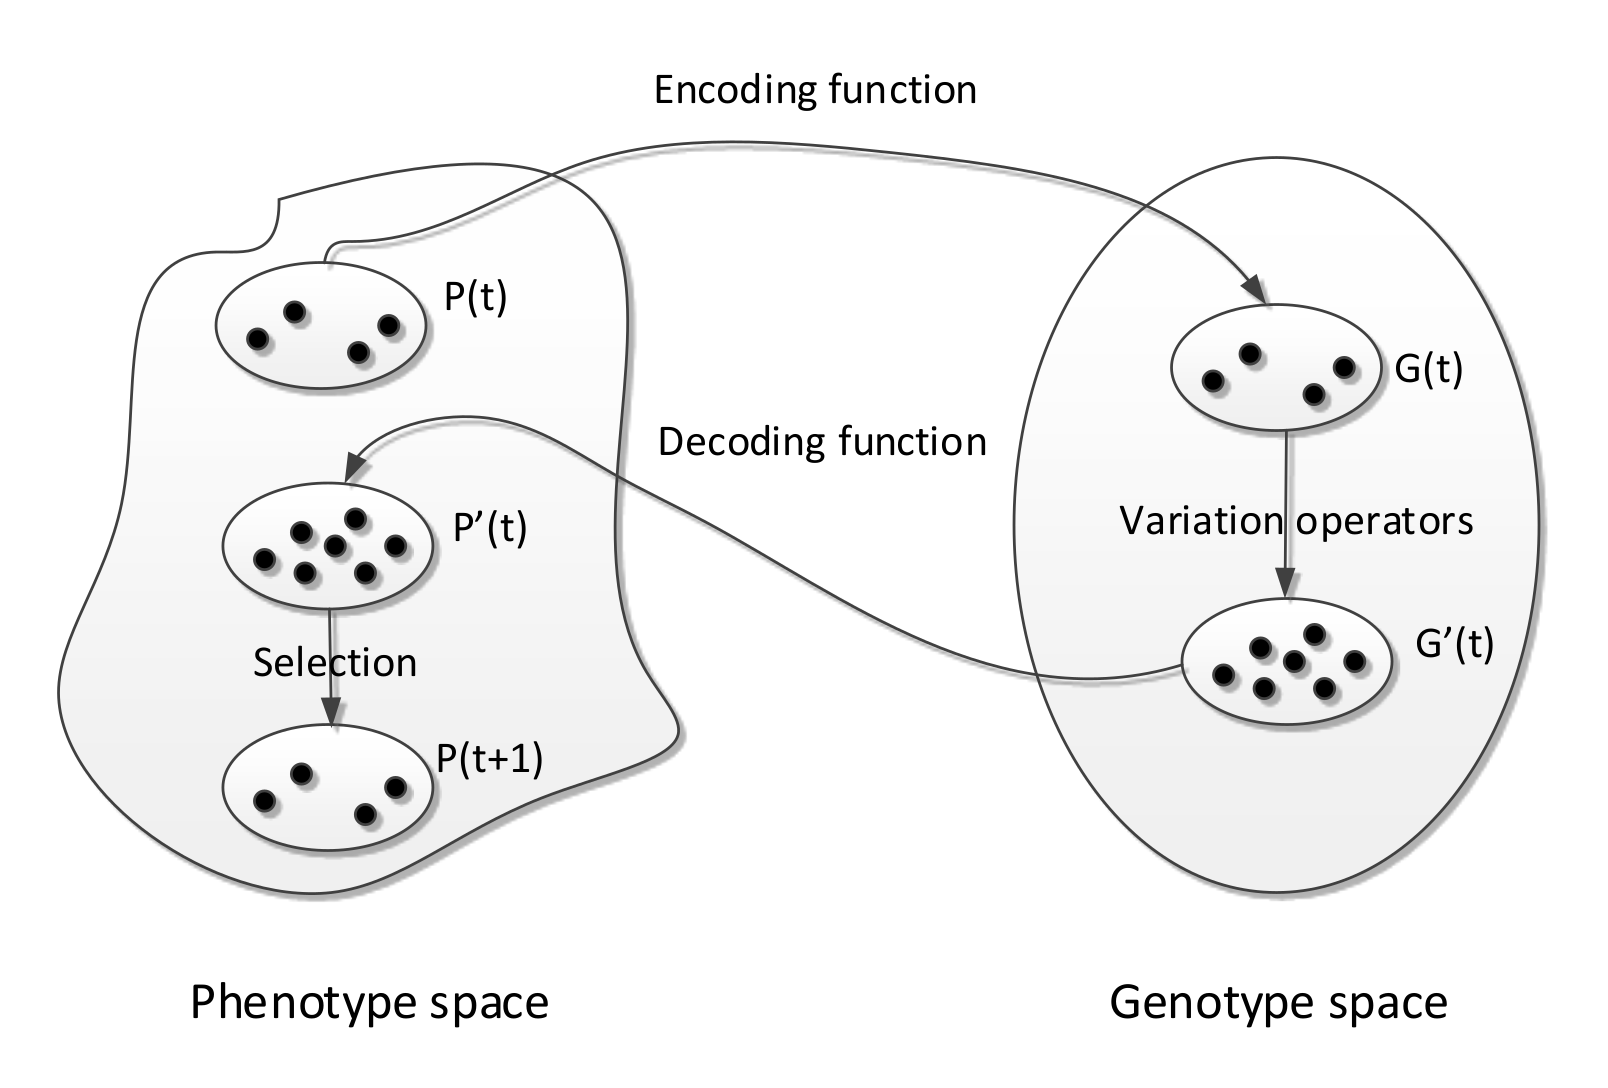 Encoding function
P(t)
G(t)
Decoding function
P’(t)
Variation operators
G’(t)
Selection
P(t+1)
Phenotype space
Genotype space